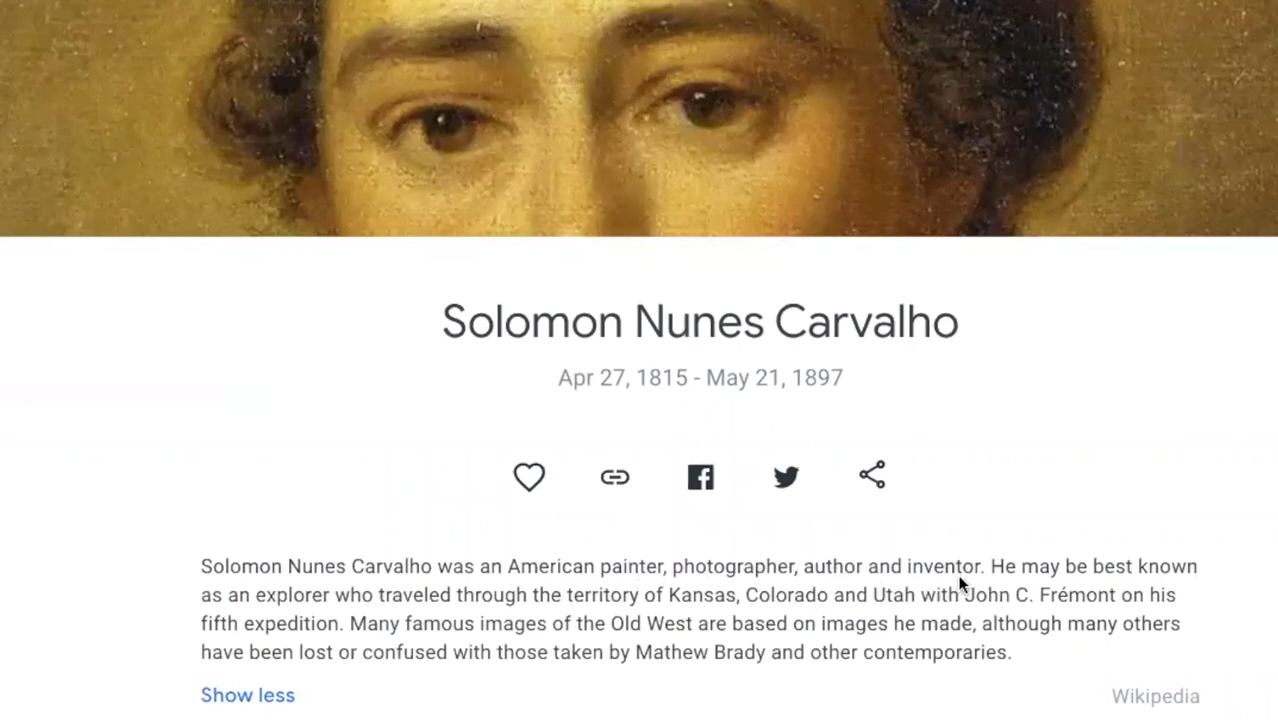 Solomon Nunes Carvalho
Apr 27, 1815 - May 21, 1897
Solomon Nunes Carvalho was an American painter, photographer, author and inventor. He may be best known
as an explorer who traveled through the territory of Kansas, Colorado and Utah with John C. Frémont on his
fifth expedition. Many famous images of the Old West are based on images he made, although many others
have been lost or confused with those taken by Mathew Brady and other contemporaries.
Show less
Wikipedia